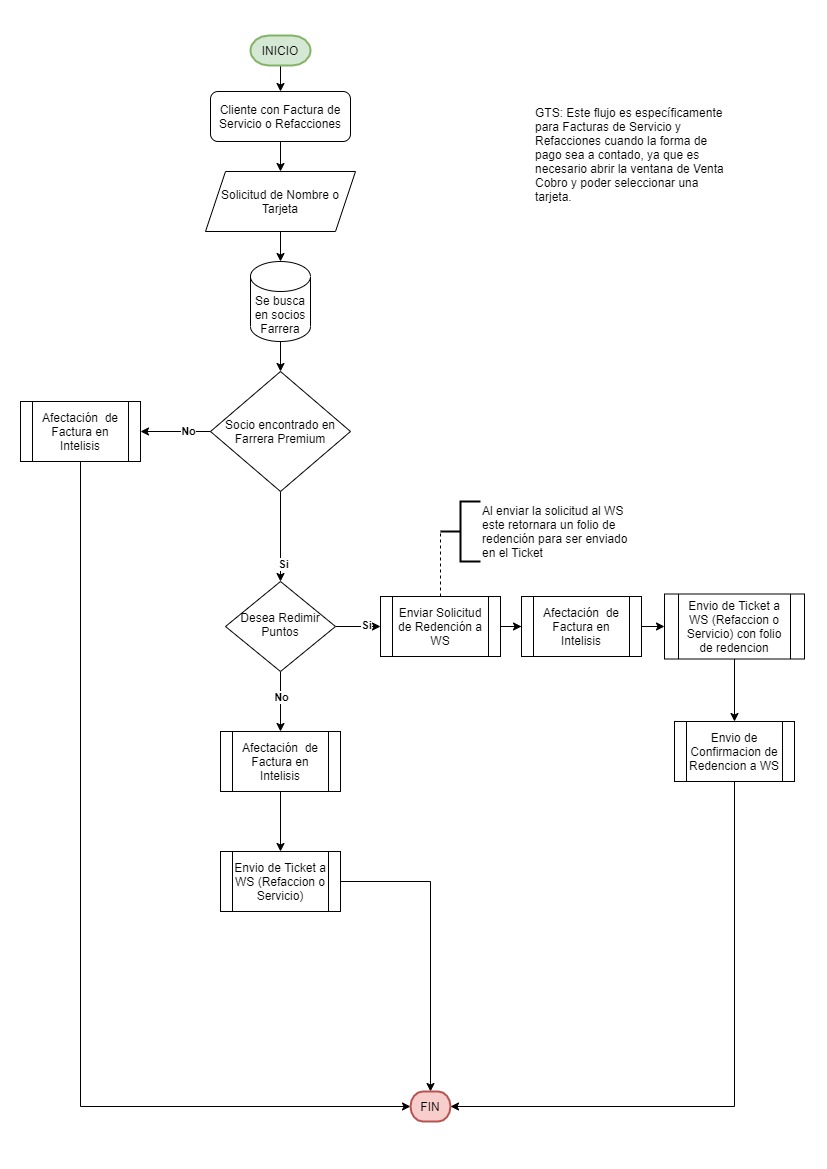 INICIO
Cliente con Factura de
Servicio o Refacciones
GTS: Este flujo es específicamente
para Facturas de Servicio y
Refacciones cuando la forma de
pago sea a contado, ya que es
necesario abrir la ventana de Venta
Cobro y poder seleccionar una
tarjeta.
Solicitud de Nombre o
Tarjeta
Se busca
en socios
Farrera
Socio encontrado en
Farrera Premium
No
Afectación de
Factura en
Intelisis
Si
Desea Redimir
Puntos
Si
Al enviar la solicitud al WS
este retornara un folio de
redención para ser enviado
en el Ticket
Enviar Solicitud
de Redención a
WS
Afectación de
Factura en
Intelisis
Envio de Ticket a
WS (Refaccion o
Servicio) con folio
de redencion
Envio de
Confirmacion de
Redencion a WS
No
Afectación de
Factura en
Intelisis
Envio de Ticket a
WS (Refaccion o
Servicio)
FIN